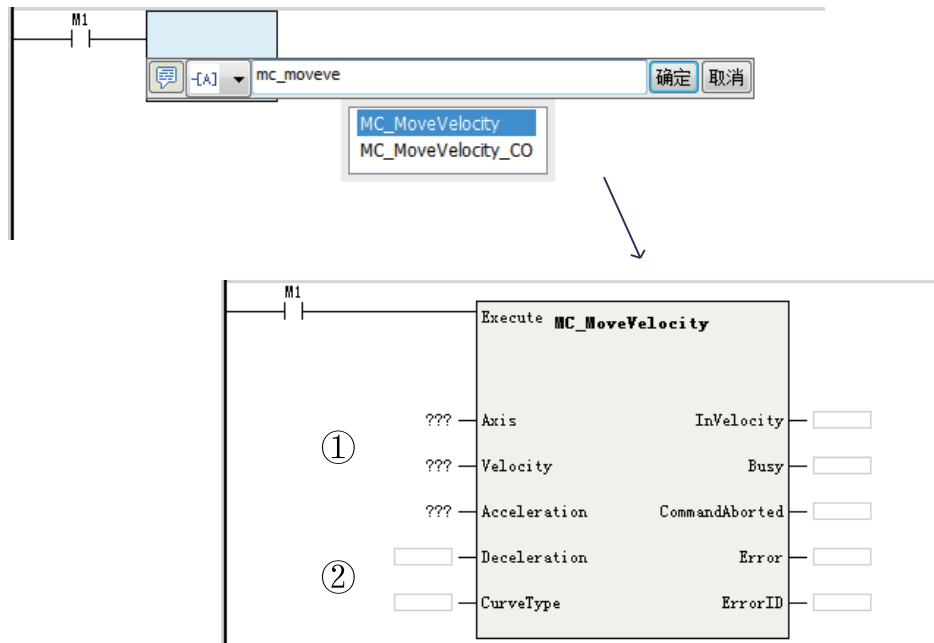 M1
-[A] mc_moveve 确定 取消
MC_MoveVelocity
MC_MoveVelocity_CO
M1
Execute MC_MoveVelocity
??? Axis InVelocity
①
??? Velocity Busy
??? Acceleration CommandAborted
Deceleration Error
②
CurveType ErrorID